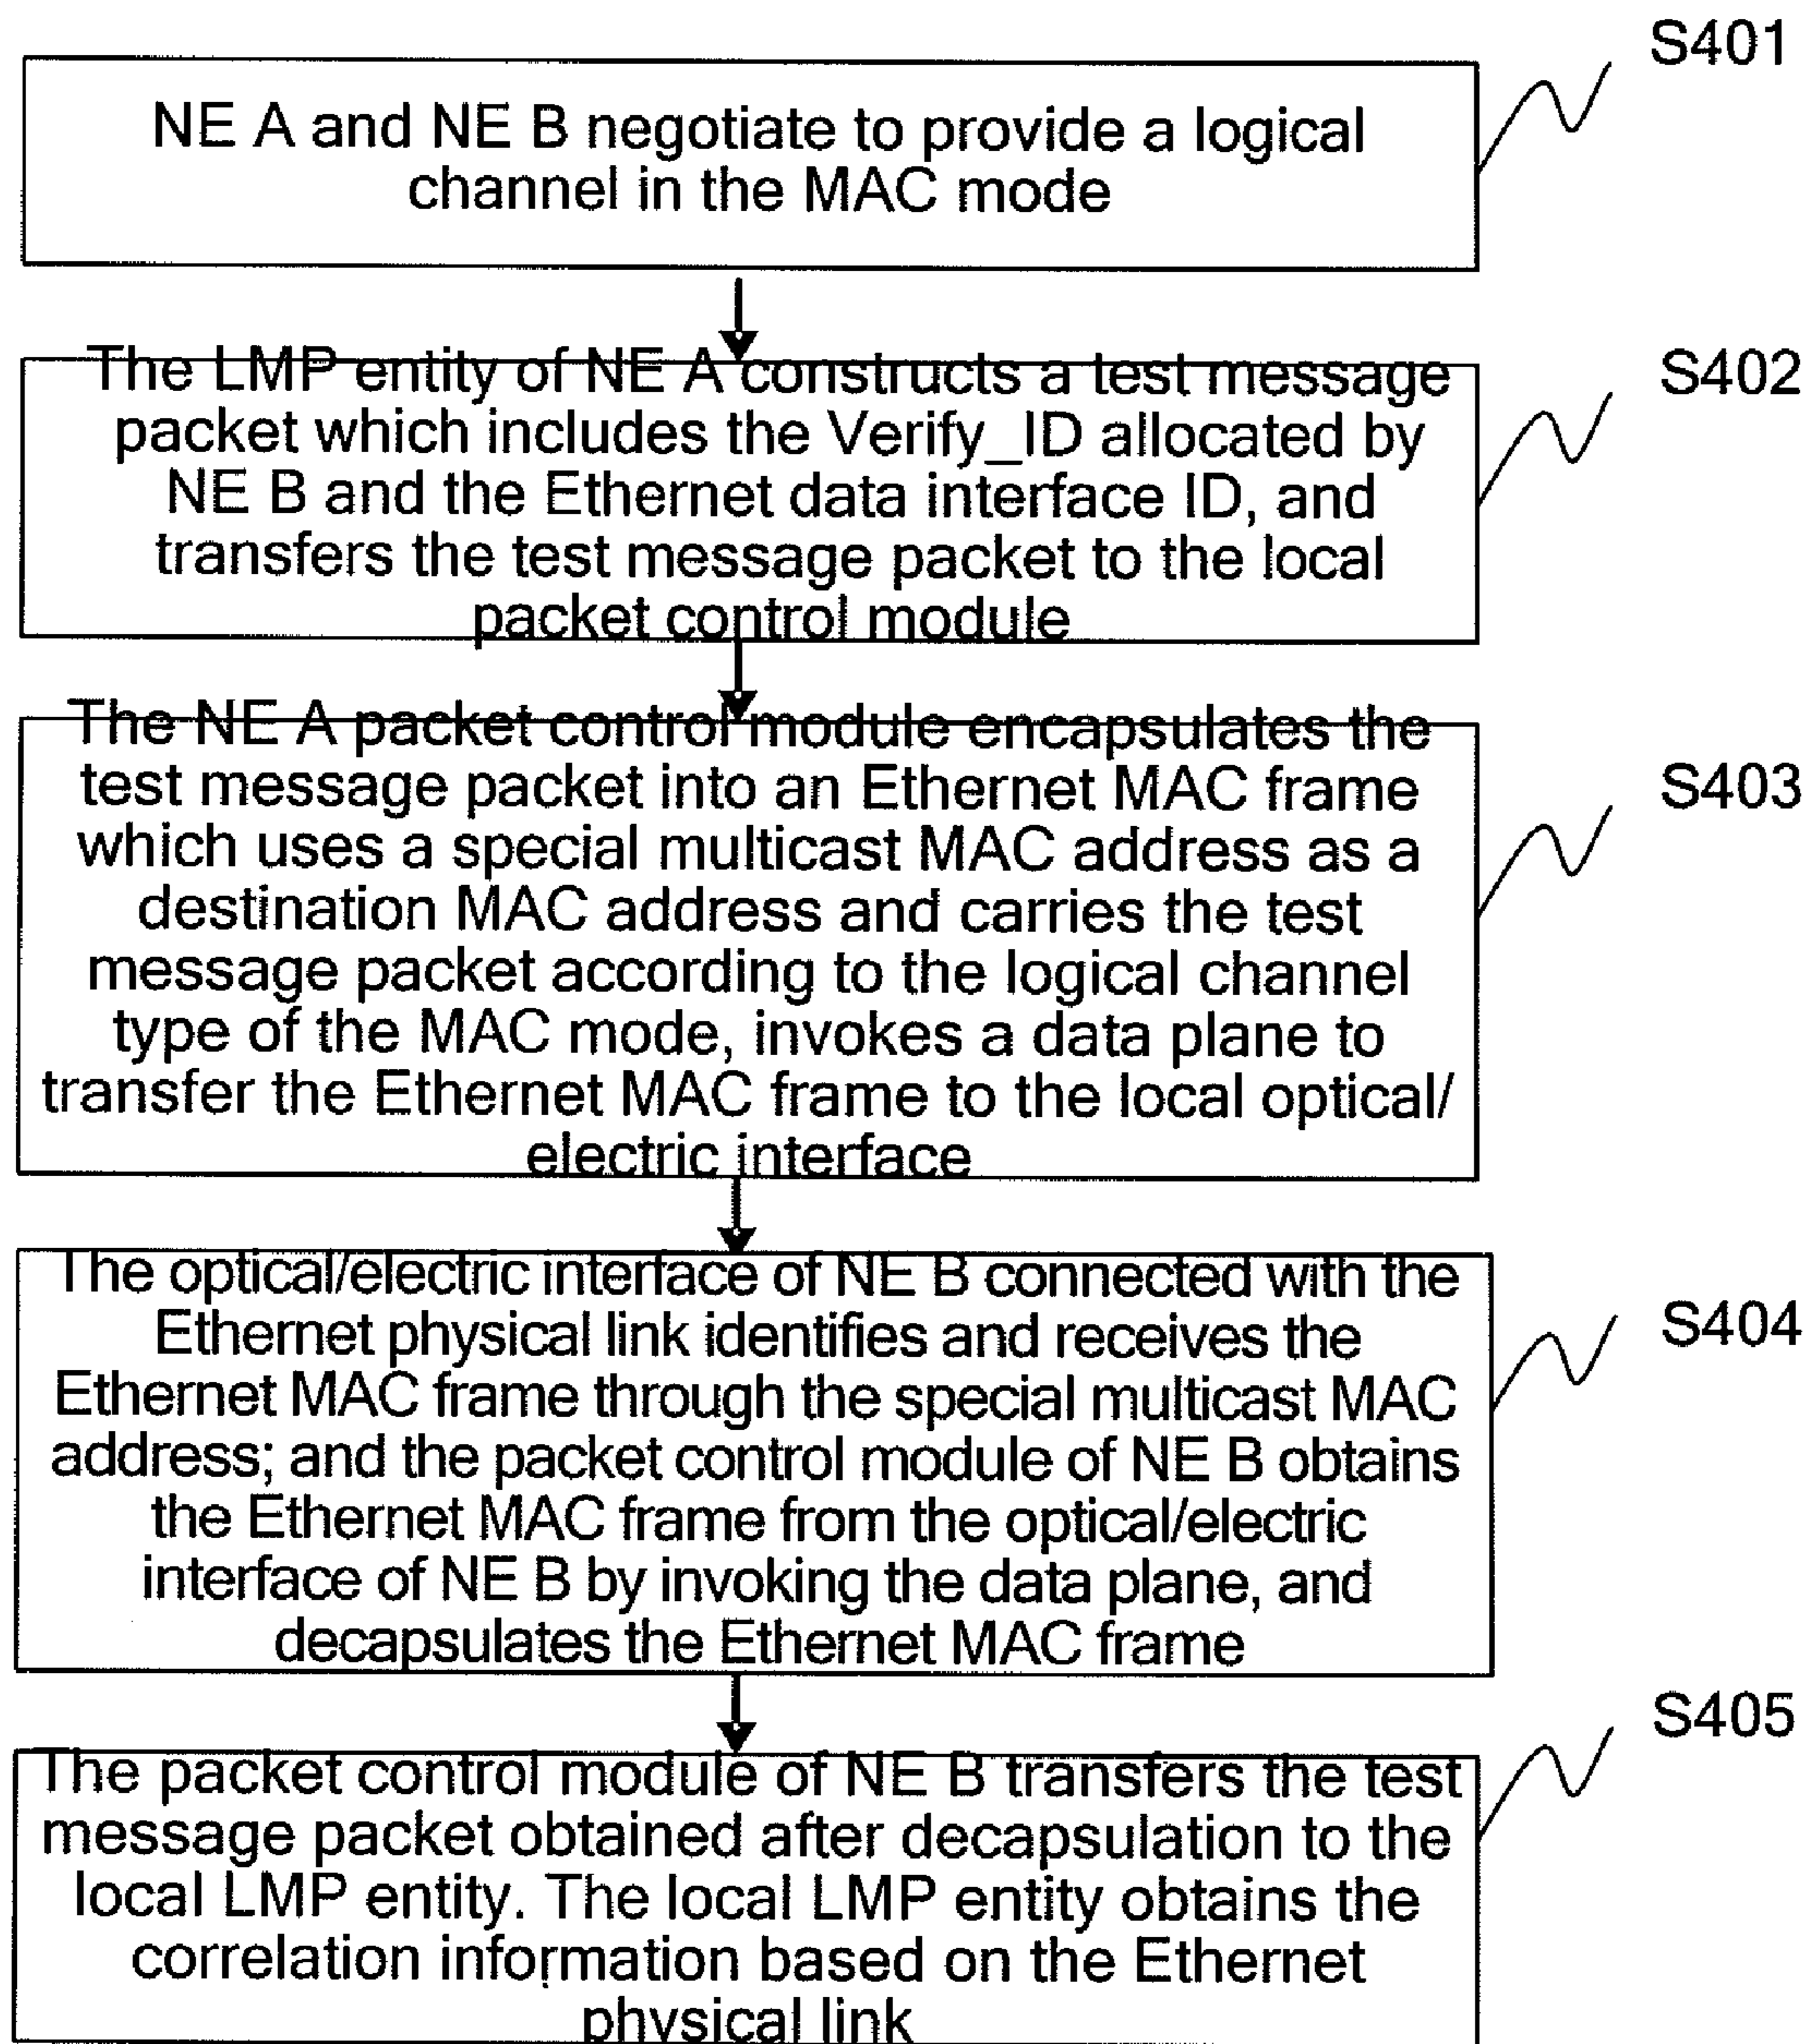 S401
NE A and NE B negotiate to provide a logical
channel in the MAC mode
S402
The LMP entity of NE A constructs a test message
packet which includes the Verify_ID allocated by
NE B and the Ethernet data interface ID, and
transfers the test message packet to the local
packet control module
S403
The NE A packet control module encapsulates the
test message packet into an Ethernet MAC frame
which uses a special multicast MAC address as a
destination MAC address and carries the test
message packet according to the logical channel
type of the MAC mode, invokes a data plane to
transfer the Ethernet MAC frame to the local optical/
electric interface
S404
The optical/electric interface of NE B connected with the
Ethernet physical link identifies and receives the
Ethernet MAC frame through the special multicast MAC
address; and the packet control module of NE B obtains
the Ethernet MAC frame from the optical/electric
interface of NE B by invoking the data plane, and
decapsulates the Ethernet MAC frame
S405
The packet control module of NE B transfers the test
message packet obtained after decapsulation to the
local LMP entity. The local LMP entity obtains the
correlation information based on the Ethernet
physical link